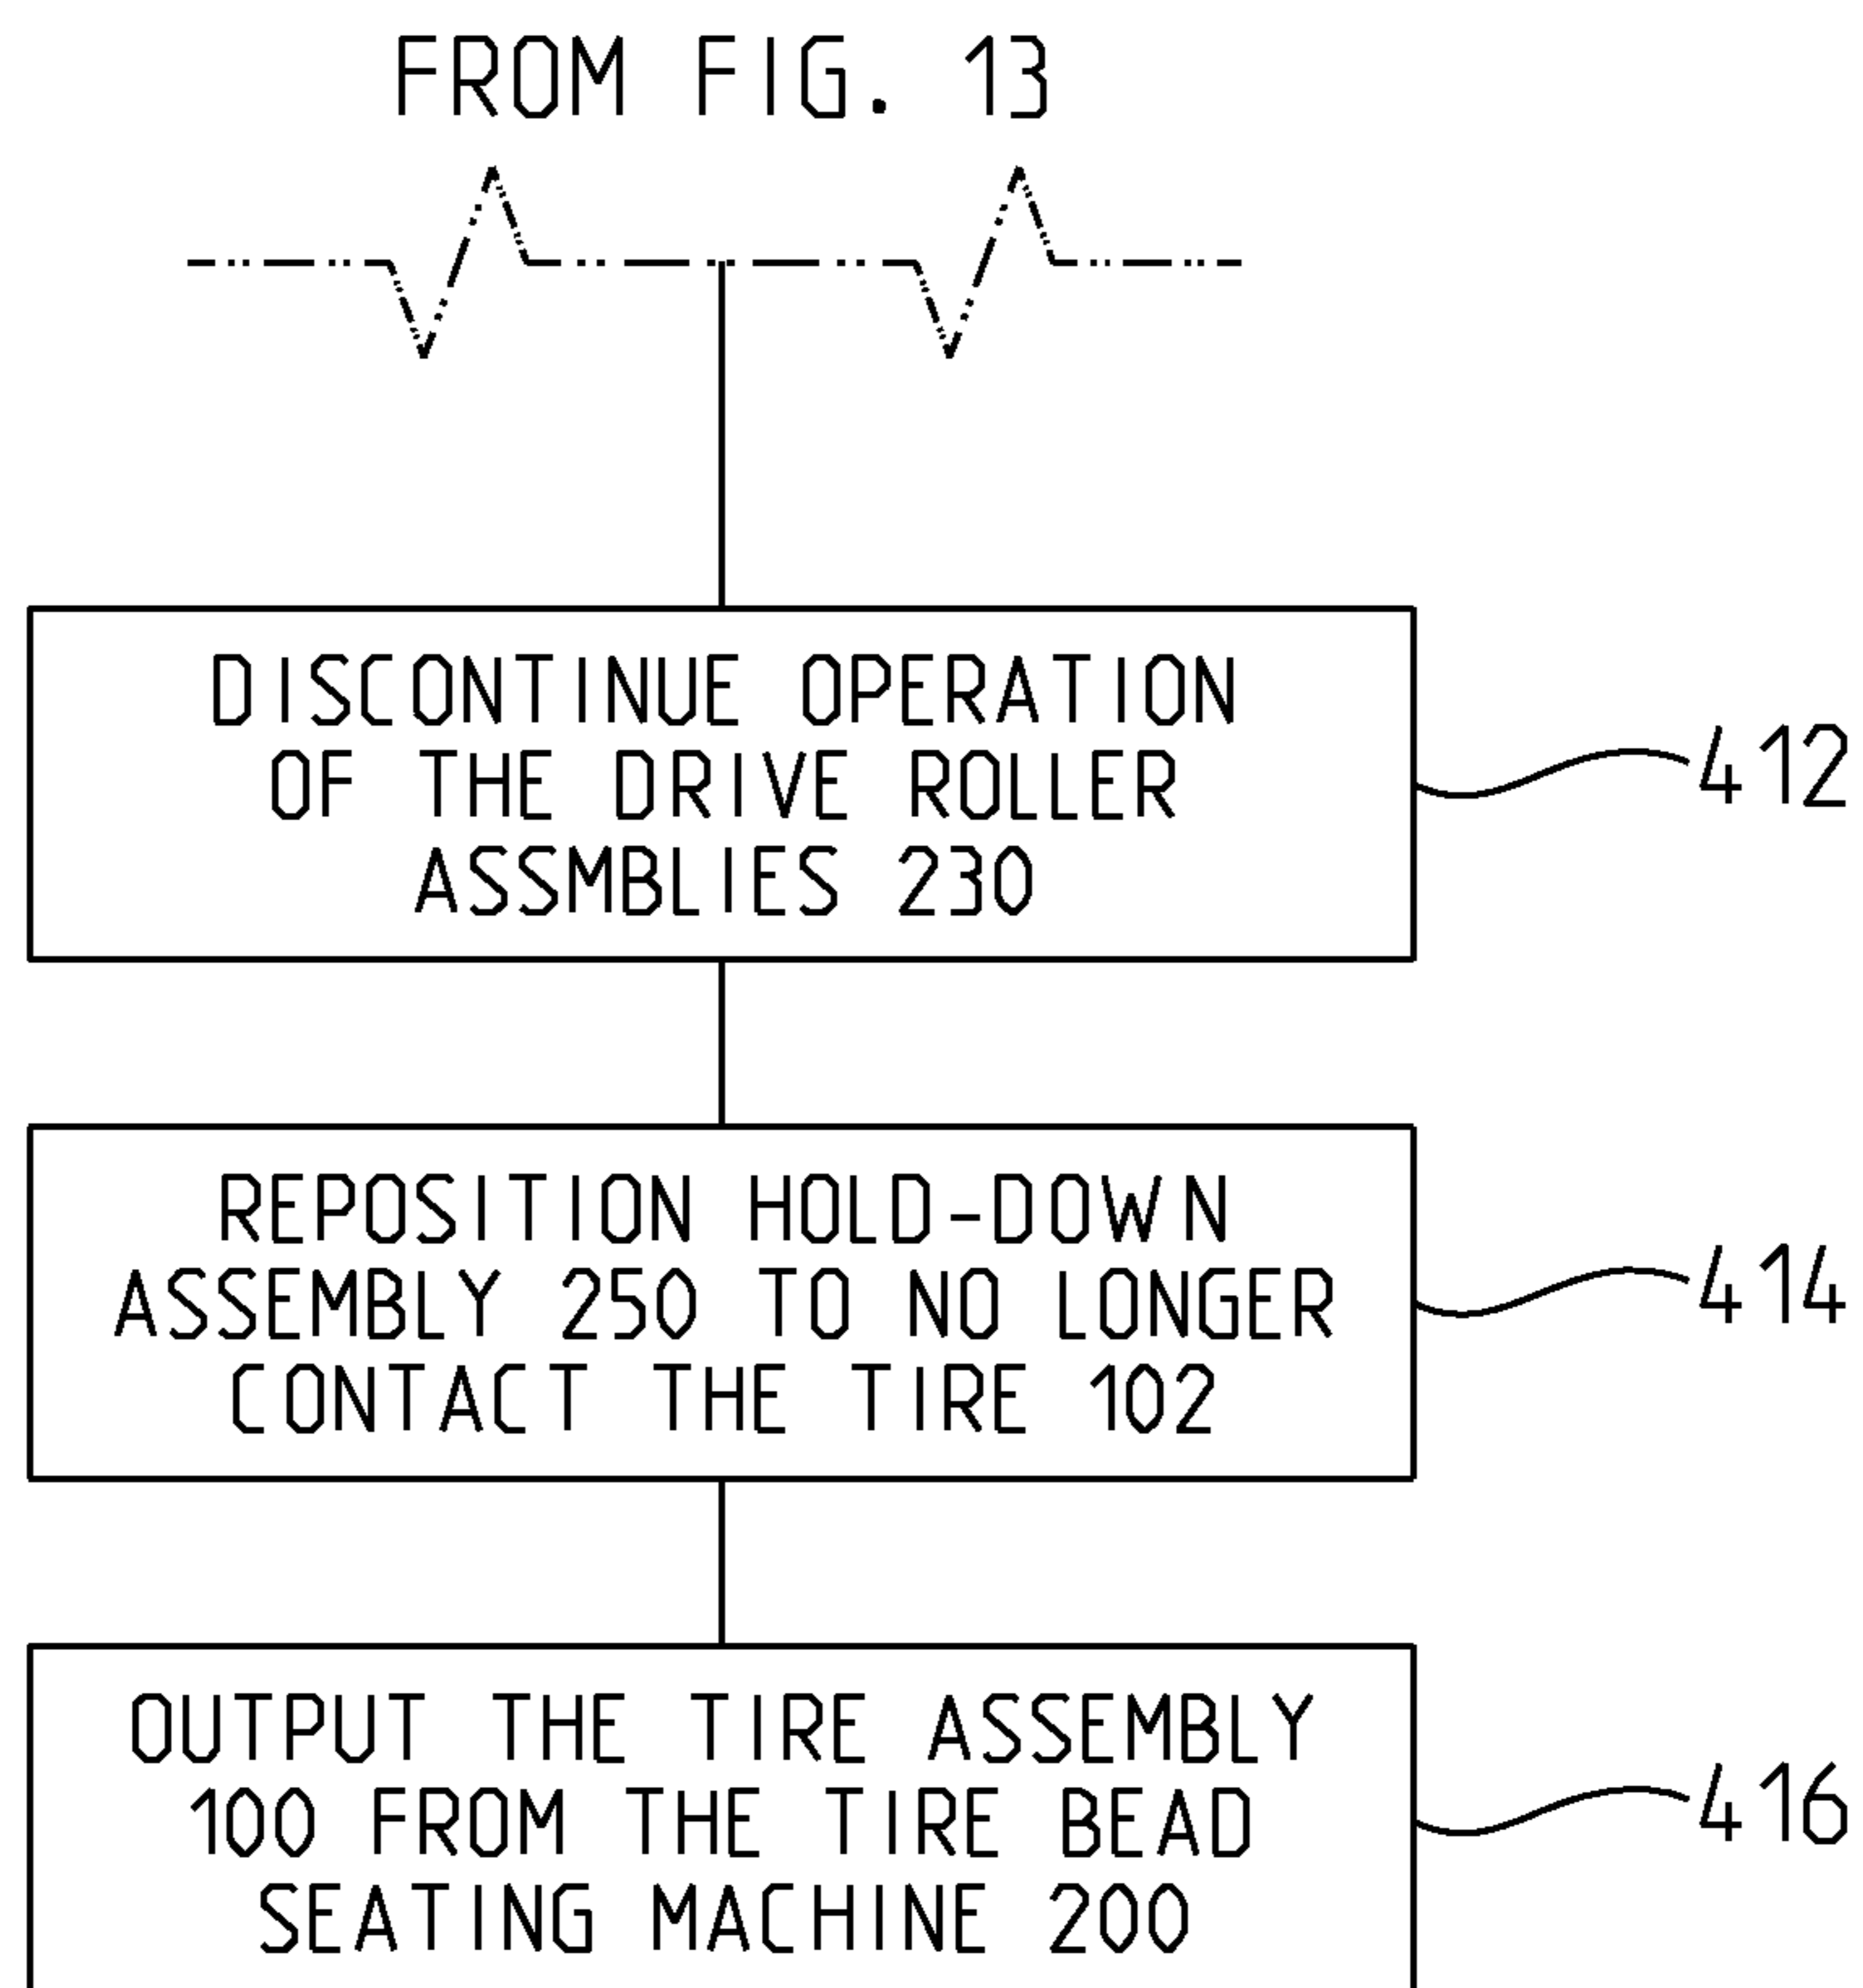 FROM FIG. 13
DISCONTINUE OPERATION
OF THE DRIVE ROLLER
ASSMBLIES 230
412
REPOSITION HOLD-DOWN
ASSEMBLY 250 TO NO LONGER
CONTACT THE TIRE 102
414
OUTPUT THE TIRE ASSEMBLY
100 FROM THE TIRE BEAD
SEATING MACHINE 200
416